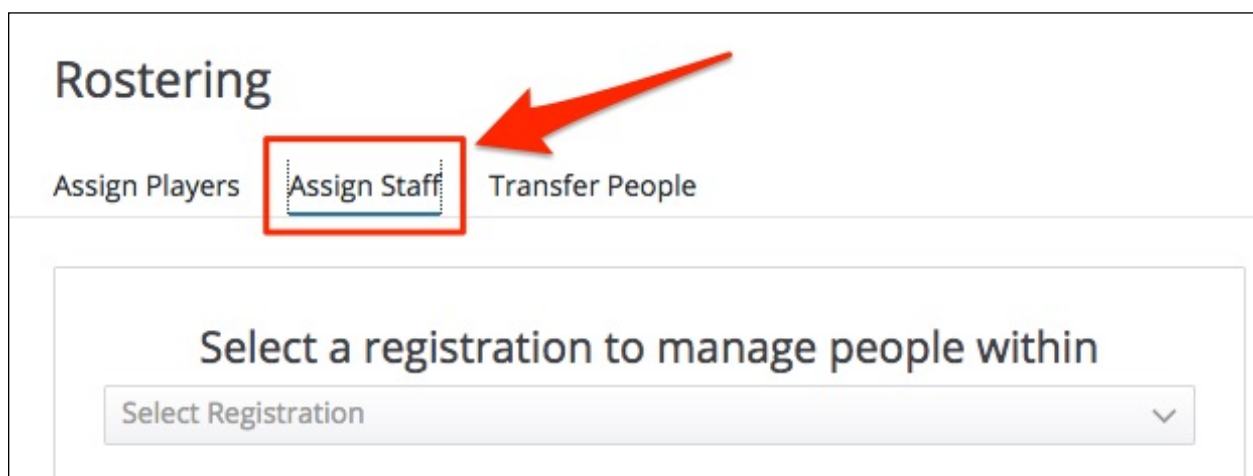 Rostering
Assign Players Assign Staff Transfer People
Select a registration to manage people within
Select Registration